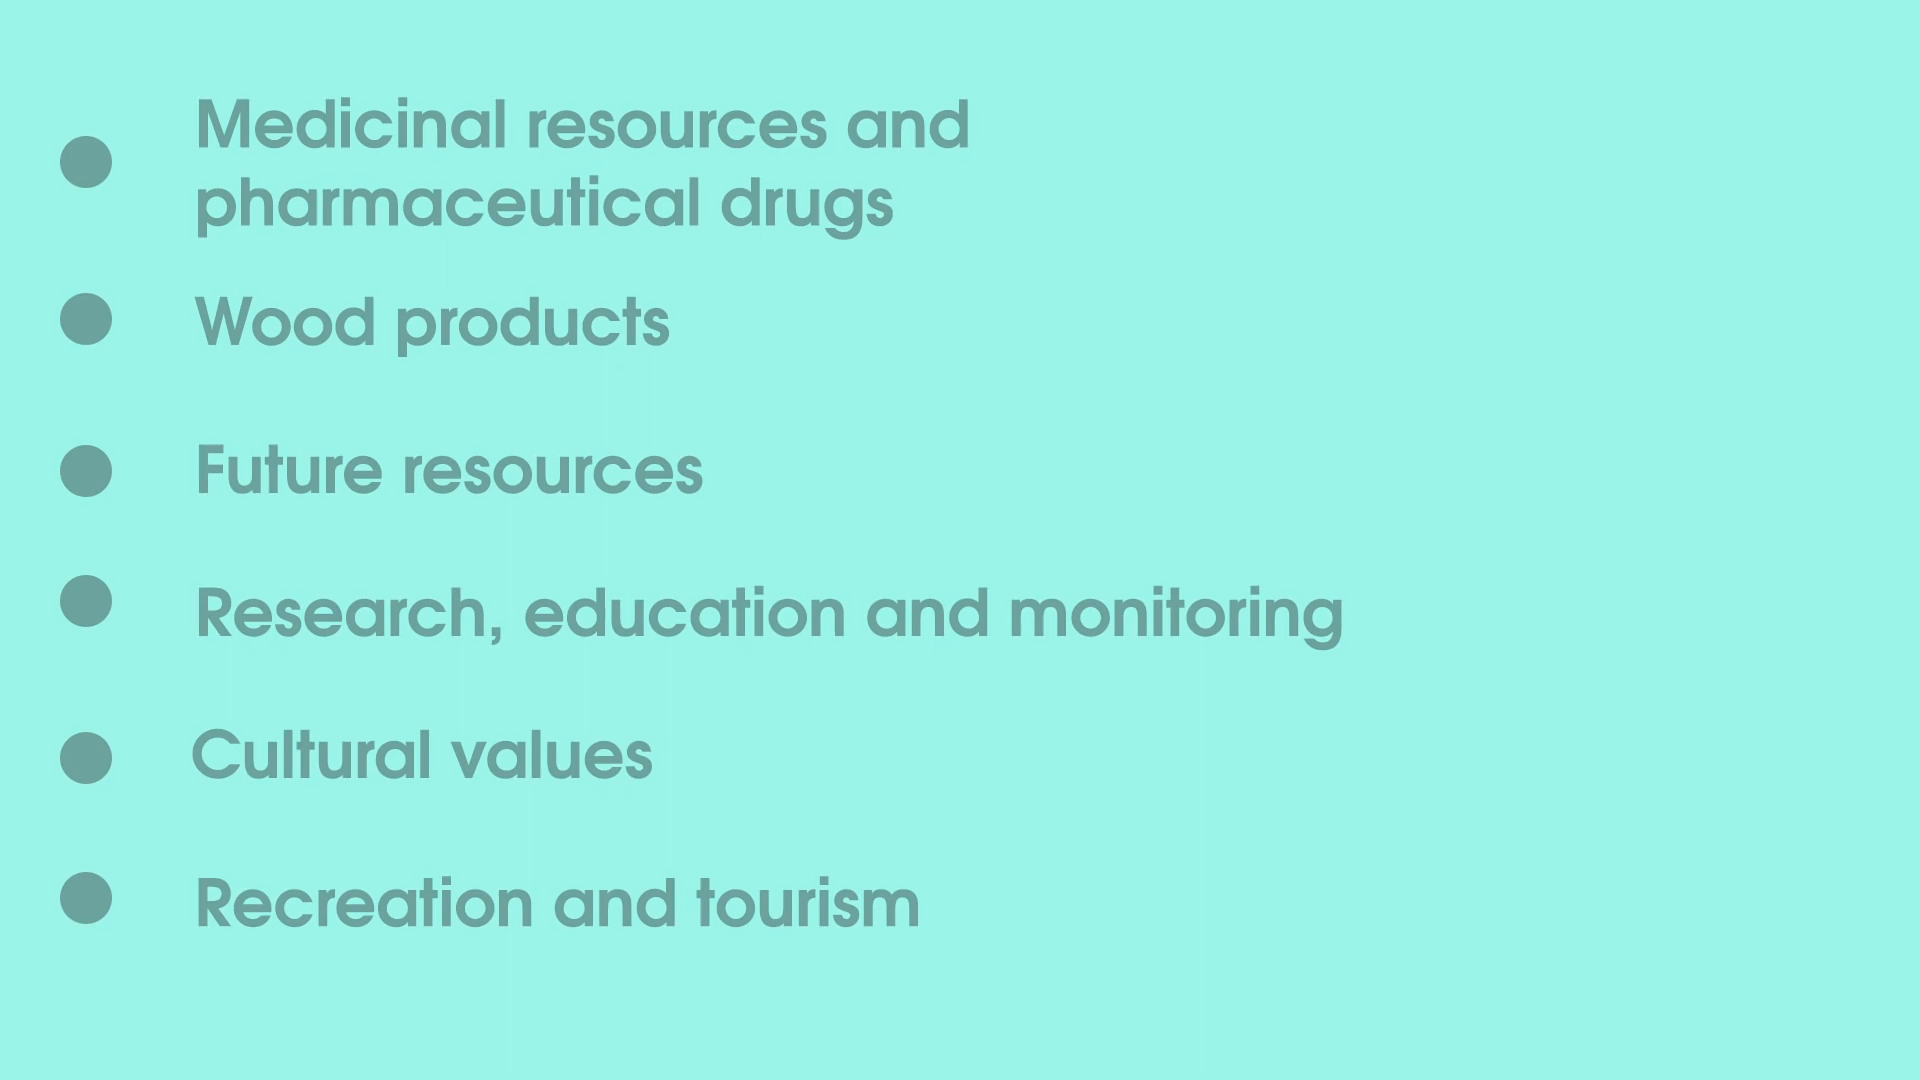 Medicinal resources and
pharmaceutical drugs
Wood products
Future resources
Research, education and monitoring
Cultural values
Recreation and tourism